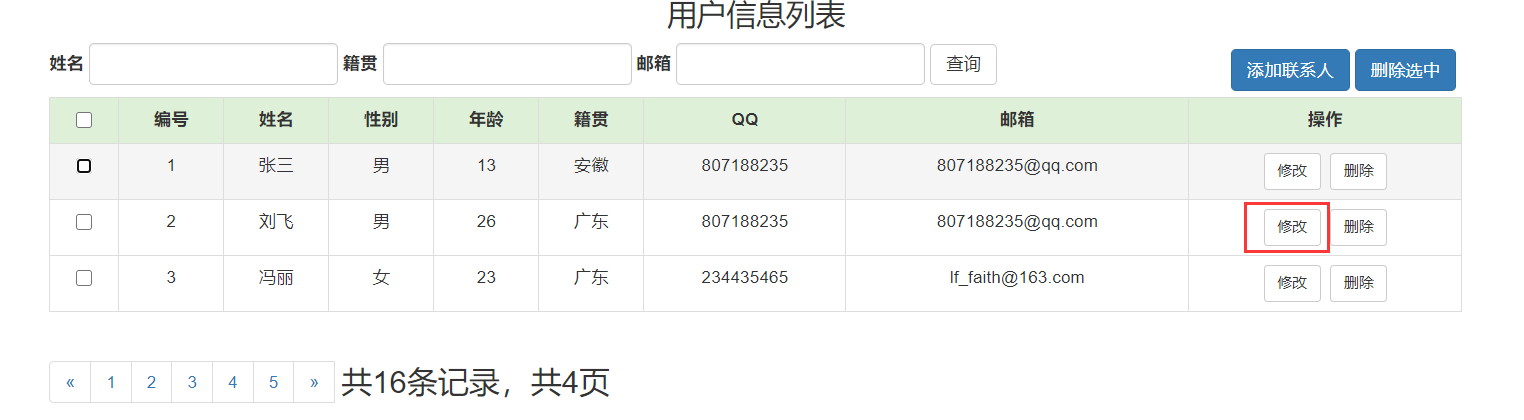 用户信息列表
姓名 籍贯 邮箱 查询 添加联系人 删除选中
编号 姓名 性别 年龄 籍贯 QQ 邮箱 操作
1 张三 男 13 安徽 807188235 807188235@qq.com 修改 删除
2 刘飞 男 26 广东 807188235 807188235@qq.com 修改 删除
3 冯丽 女 23 广东 234435465 lf_faith@163.com 修改 删除
« 1 2 3 4 5 » 共16条记录，共4页